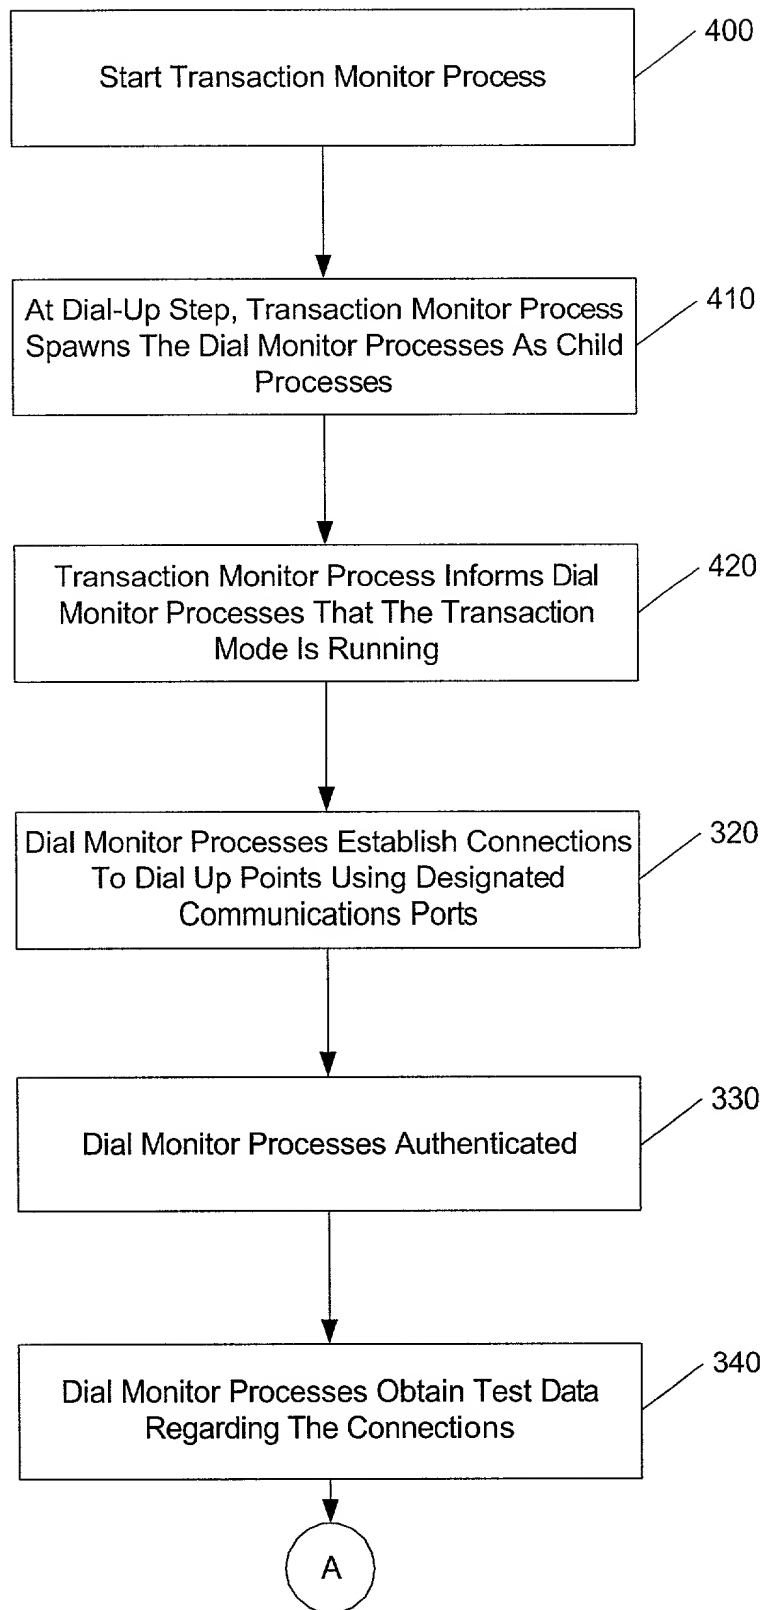 400
Start Transaction Monitor Process
410
At Dial-Up Step, Transaction Monitor Process
Spawns The Dial Monitor Processes As Child
Processes
420
Transaction Monitor Process Informs Dial
Monitor Processes That The Transaction
Mode Is Running
320
Dial Monitor Processes Establish Connections
To Dial Up Points Using Designated
Communications Ports
330
Dial Monitor Processes Authenticated
340
Dial Monitor Processes Obtain Test Data
Regarding The Connections
A